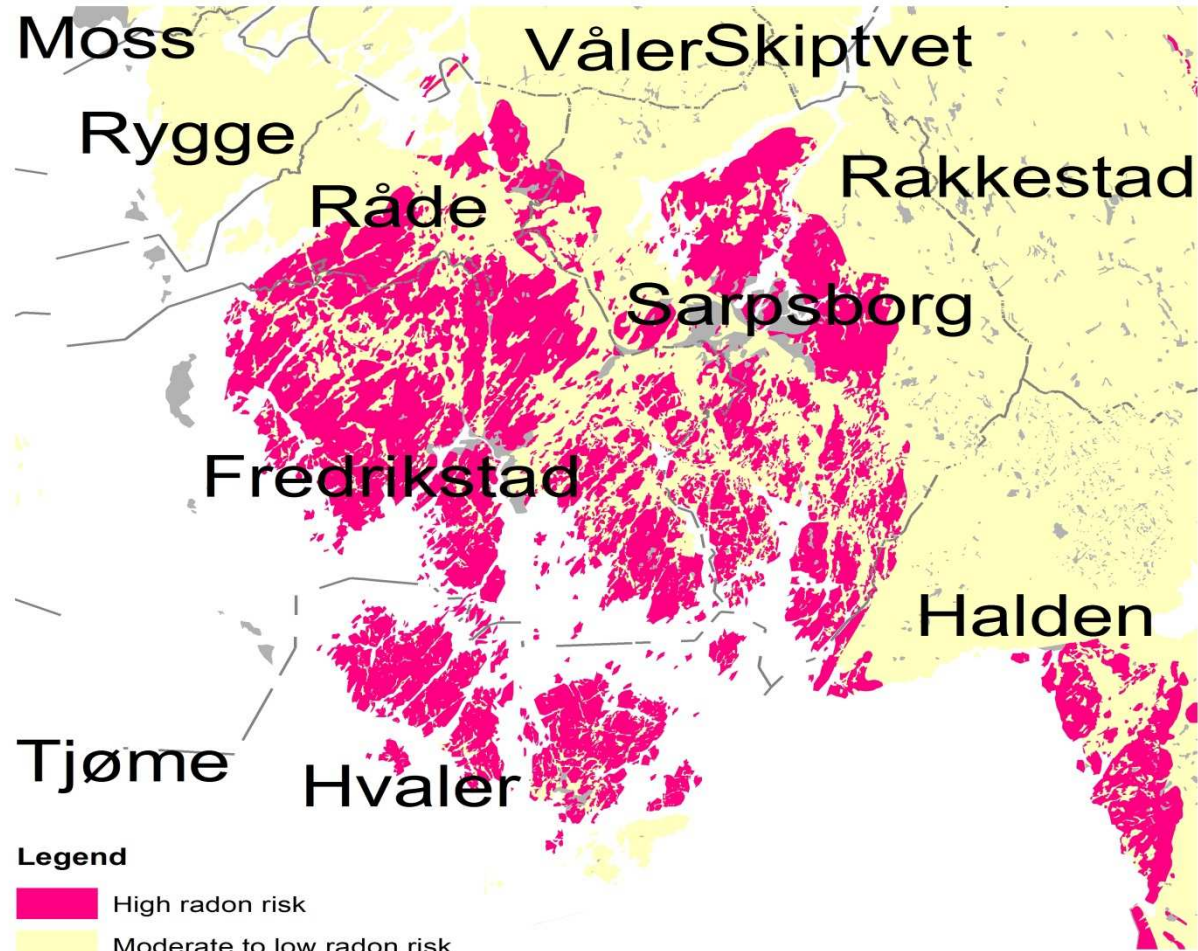 Moss
VålerSkiptvet
Rygge
Rakkestad
Råde
Sarpsborg
Fredrikstad
Halden
Tjøme
Hvaler
Legend
High radon risk
Moderate to low radon risk